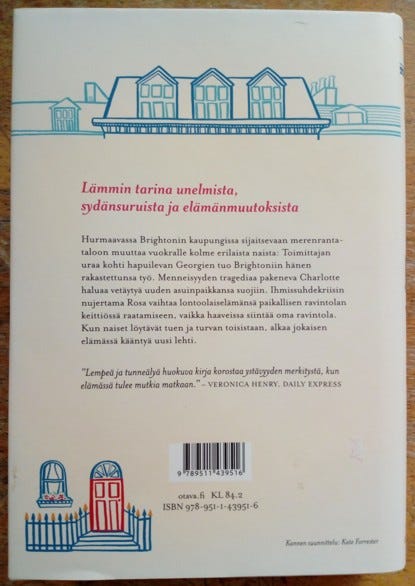 Lämmin tarina unelmista,
sydänsuruista ja elämänmuutoksista
Hurmaavassa Brightonin kaupungissa sijaitsevaan merenranta-
taloon muuttaa vuokralle kolme erilaista naista: Toimittajan
uraa kohti hapuilevan Georgien tuo Brightoniin hänen
rakastettunsa työ. Menneisyyden tragediaa pakeneva Charlotte
haluaa vetäytyä uuden asuinpaikkansa suojiin. Ihmissuhdekriisin
nujertama Rosa vaihtaa lontoolaiselämänsä paikallisen ravintolan
keittiössä raatamiseen, vaikka haaveissa siintää oma ravintola.
Kun naiset löytävät tuen ja turvan toisistaan, alkaa jokaisen
elämässä kääntyä uusi lehti.
"Lempeä ja tunneälyä huokuva kirja korostaa ystävyyden merkitystä, kun
elämässä tulee mutkia matkaan." – VERONICA HENRY, DAILY EXPRESS
9 789511 439516
otava.fi KL 84.2
ISBN 978-951-1-43951-6
Kannen suunnittelu: Kate Forrester